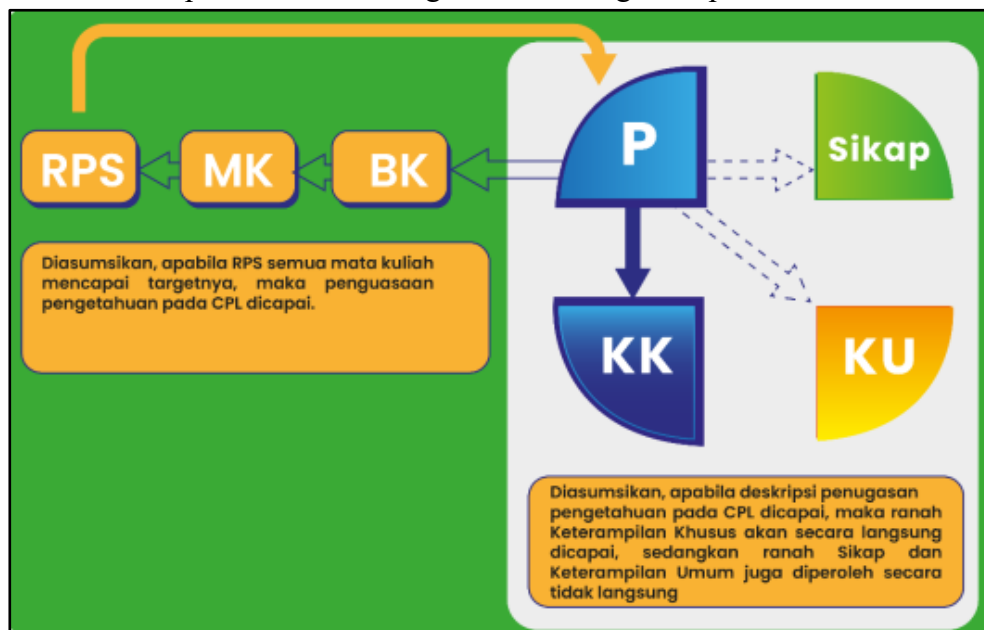 RPS
MK
BK
P
Sikap
Diasumsikan, apabila RPS semua mata kuliah
mencapai targetnya, maka penguasaan
pengetahuan pada CPL dicapai.
KK
KU
Diasumsikan, apabila deskripsi penugasan
pengetahuan pada CPL dicapai, maka ranah
Keterampilan Khusus akan secara langsung
dicapai, sedangkan ranah Sikap dan
Keterampilan Umum juga diperoleh secara
tidak langsung